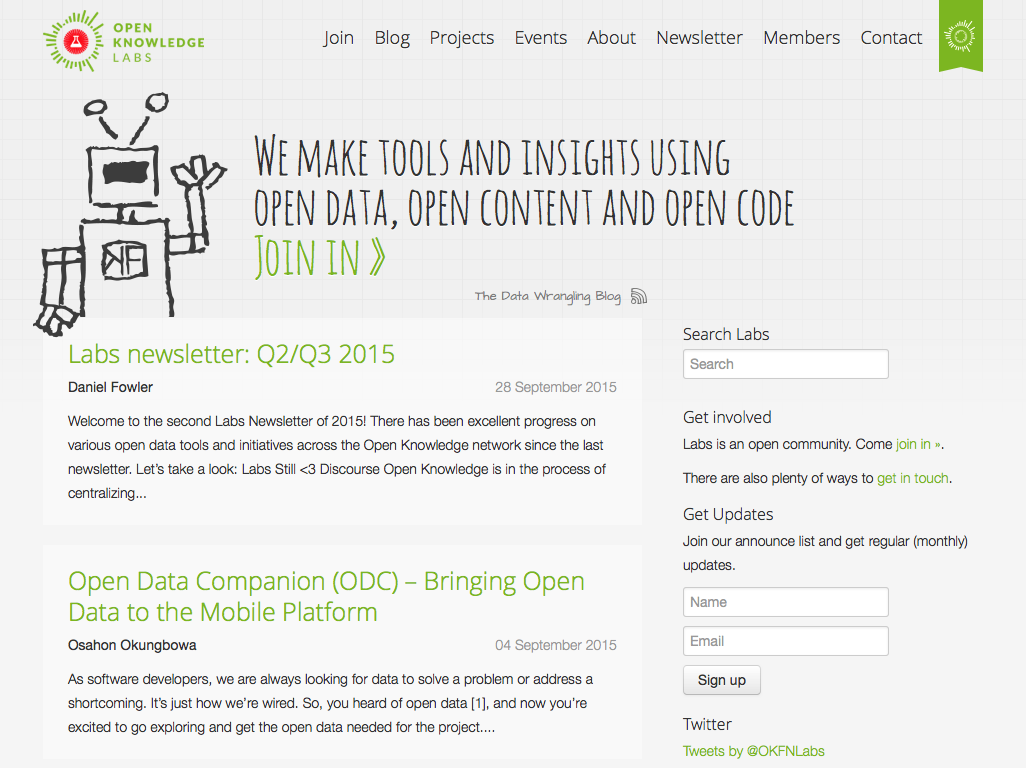 OPEN
KNOWLEDGE
LABS
Join Blog Projects Events About Newsletter Members Contact
WE MAKE TOOLS AND INSIGHTS USING
OPEN DATA, OPEN CONTENT AND OPEN CODE
JOIN IN »
The Data Wrangling Blog
Labs newsletter: Q2/Q3 2015
Daniel Fowler 28 September 2015
Welcome to the second Labs Newsletter of 2015! There has been excellent progress on
various open data tools and initiatives across the Open Knowledge network since the last
newsletter. Let’s take a look: Labs Still <3 Discourse Open Knowledge is in the process of
centralizing...
Open Data Companion (ODC) – Bringing Open
Data to the Mobile Platform
Osahon Okungbowa 04 September 2015
As software developers, we are always looking for data to solve a problem or address a
shortcoming. It’s just how we’re wired. So, you heard of open data [1], and now you’re
excited to go exploring and get the open data needed for the project....
Search Labs
Search
Get involved
Labs is an open community. Come join in ».
There are also plenty of ways to get in touch.
Get Updates
Join our announce list and get regular (monthly)
updates.
Name
Email
Sign up
Twitter
Tweets by @OKFNLabs